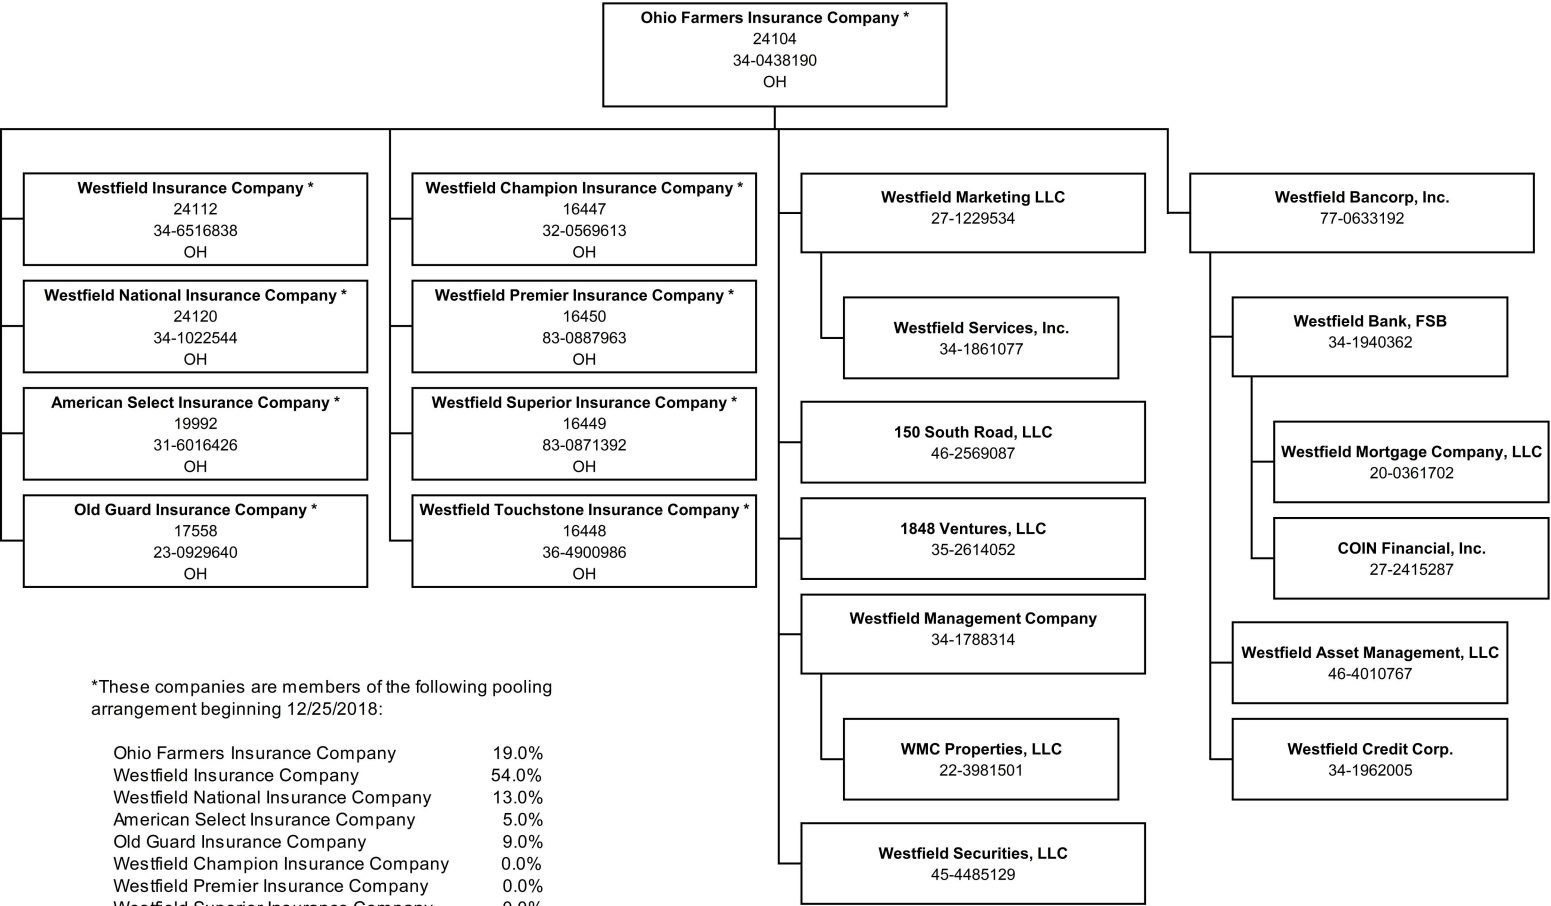 Ohio Farmers Insurance Company *
24104
34-0438190
OH
Westfield Insurance Company *
24112
34-6516838
OH
Westfield National Insurance Company *
24120
34-1022544
OH
American Select Insurance Company *
19992
31-6016426
OH
Old Guard Insurance Company *
17558
23-0929640
OH
Westfield Champion Insurance Company *
16447
32-0569613
OH
Westfield Premier Insurance Company *
16450
83-0887963
OH
Westfield Superior Insurance Company *
16449
83-0871392
OH
Westfield Touchstone Insurance Company *
16448
36-4900986
OH
Westfield Marketing LLC
27-1229534
Westfield Services, Inc.
34-1861077
150 South Road, LLC
46-2569087
1848 Ventures, LLC
35-2614052
Westfield Management Company
34-1788314
WMC Properties, LLC
22-3981501
Westfield Securities, LLC
45-4485129
Westfield Bancorp, Inc.
77-0633192
Westfield Bank, FSB
34-1940362
Westfield Mortgage Company, LLC
20-0361702
COIN Financial, Inc.
27-2415287
Westfield Asset Management, LLC
46-4010767
Westfield Credit Corp.
34-1962005
*These companies are members of the following pooling
arrangement beginning 12/25/2018:
Ohio Farmers Insurance Company 19.0%
Westfield Insurance Company 54.0%
Westfield National Insurance Company 13.0%
American Select Insurance Company 5.0%
Old Guard Insurance Company 9.0%
Westfield Champion Insurance Company 0.0%
Westfield Premier Insurance Company 0.0%
Westfield Superior Insurance Company 0.0%